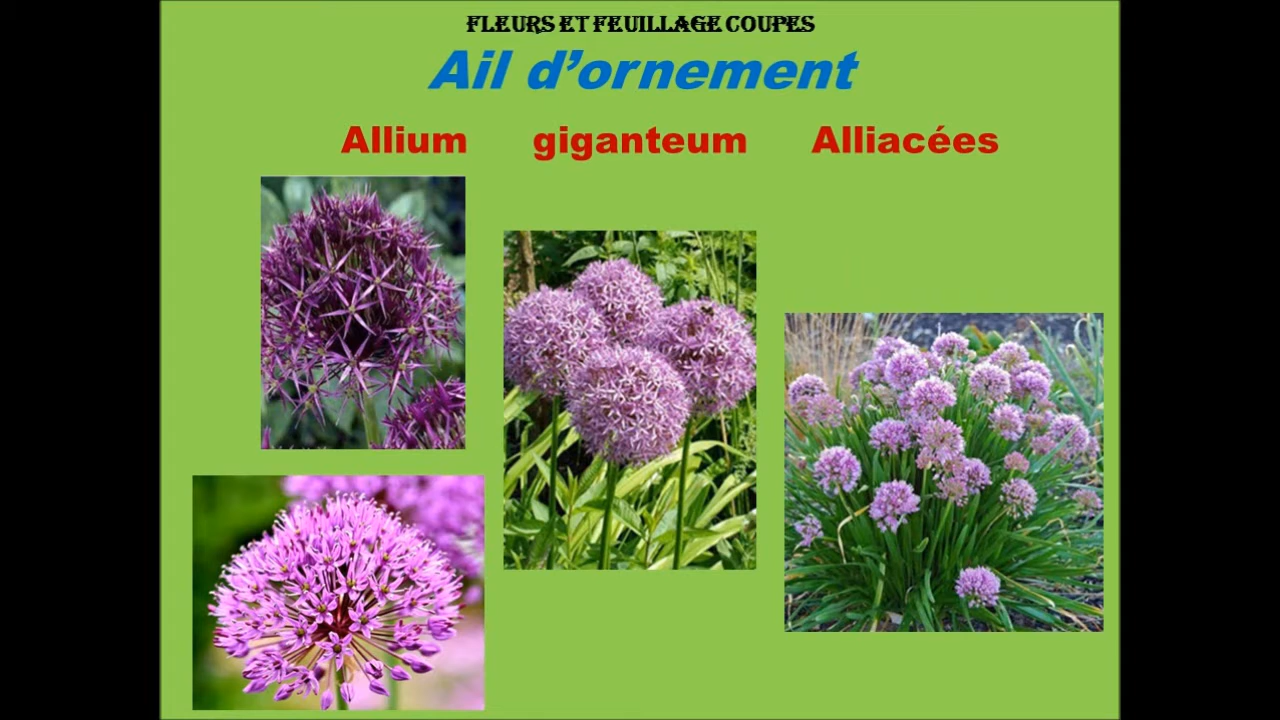 FLEURS ET FEUILLAGE COUPES
Ail d’ornement
Allium giganteum Alliacées